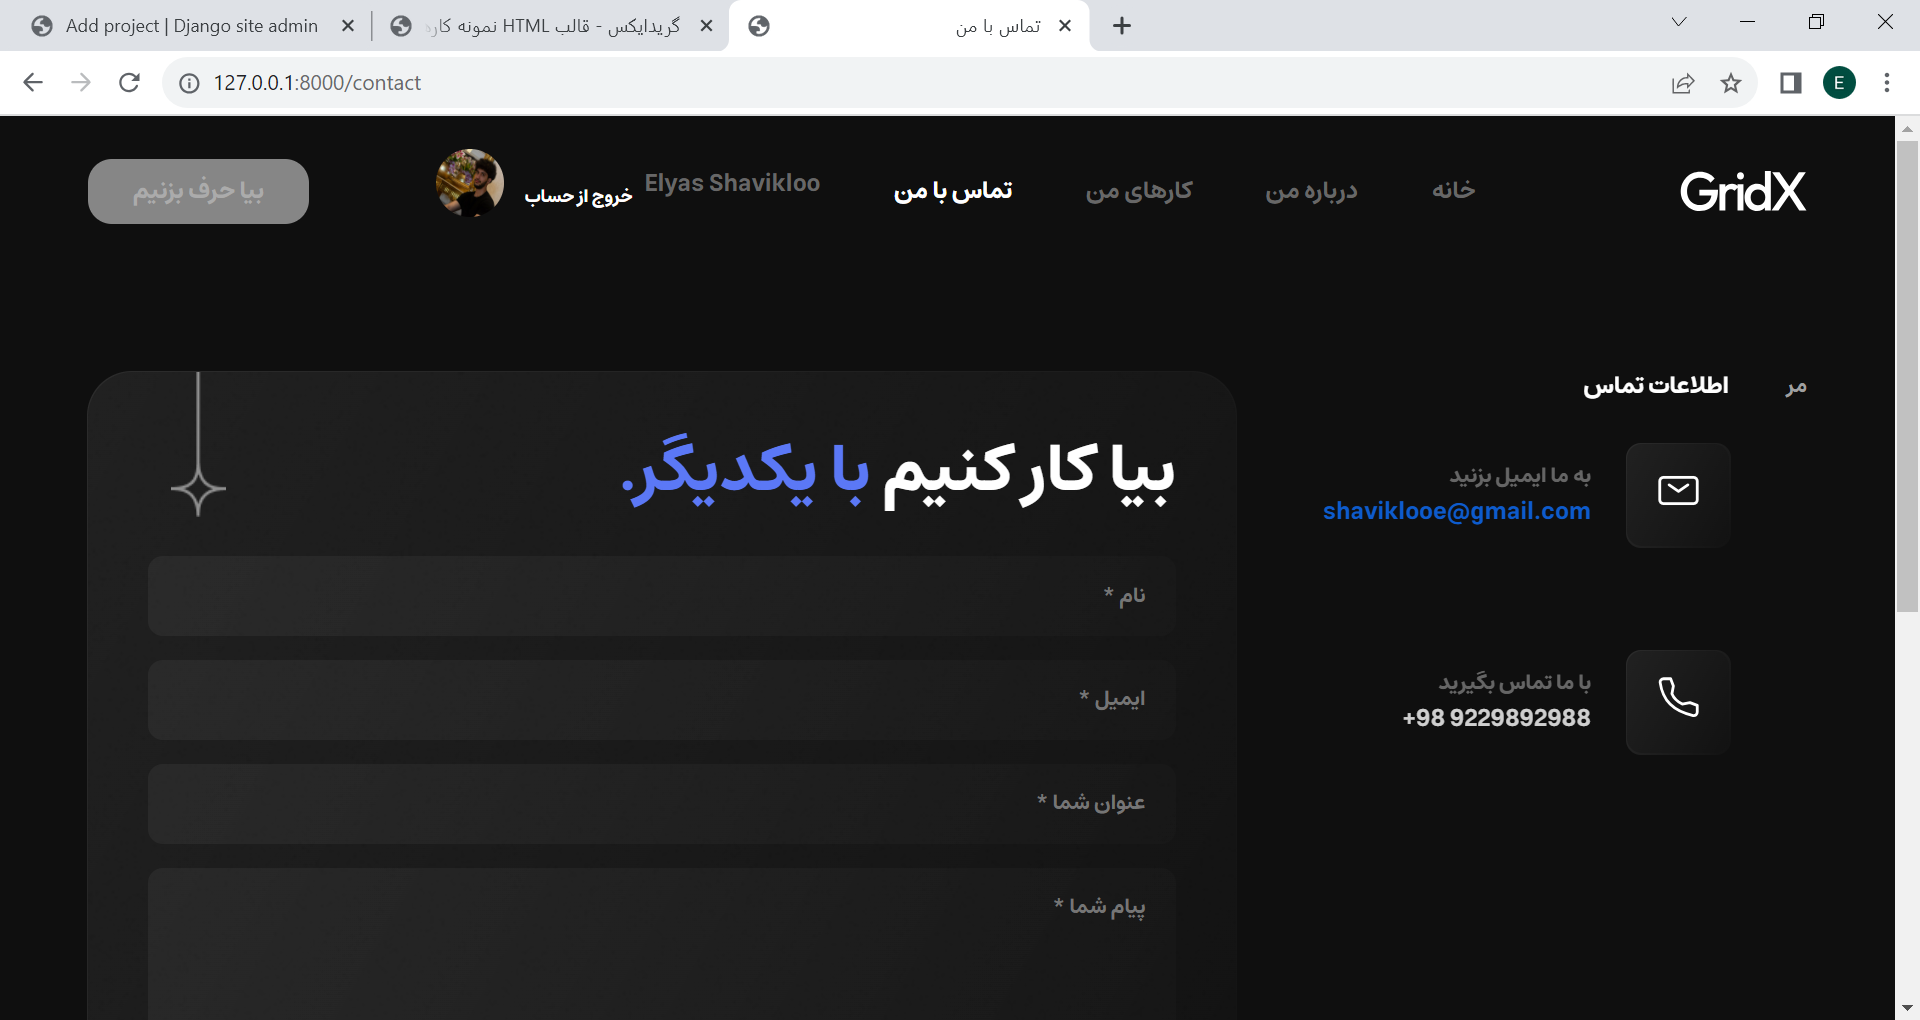 Add project | Django site admin
گریدایکس - قالب HTML نمونه کاره
تماس با من
127.0.0.1:8000/contact
E
GridX
خانه
درباره من
کارهای من
تماس با من
Elyas Shavikloo
خروج از حساب
بیا حرف بزنیم
مر
اطلاعات تماس
به ما ایمیل بزنید
shaviklooe@gmail.com
با ما تماس بگیرید
+98 9229892988
بیا کار کنیم با یکدیگر.
نام *
ایمیل *
عنوان شما *
پیام شما *